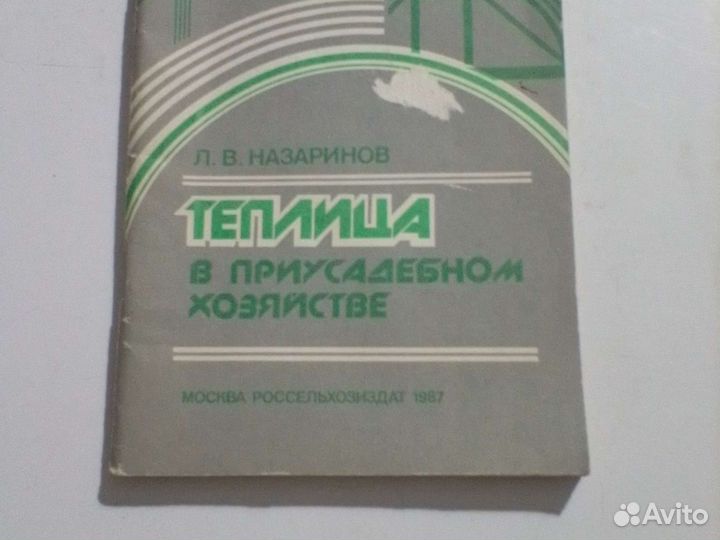 Л. В. НАЗАРИНОВ
ТЕПЛИЦА
В ПРИУСАДЕБНОМ
ХОЗЯЙСТВЕ
МОСКВА РОССЕЛЬХОЗИЗДАТ 1987
Avito